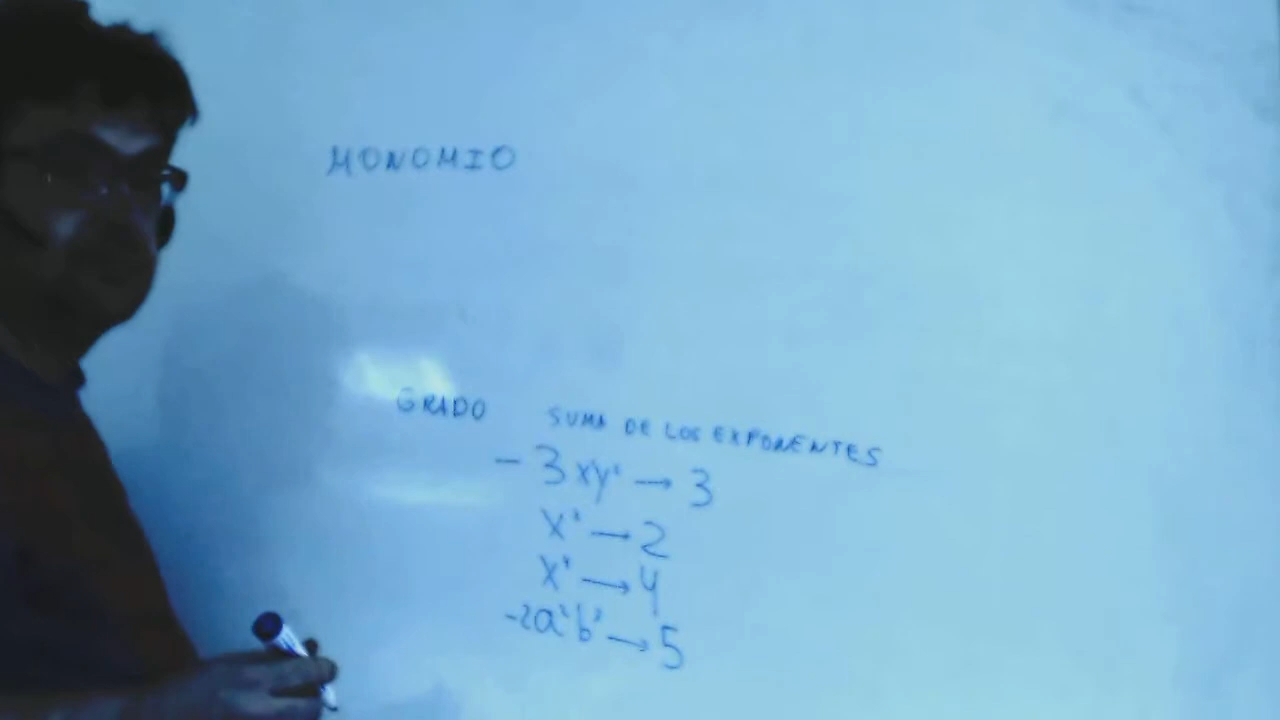 MONOMIO
GRADO SUMA DE LOS EXPONENTES
- 3xy² → 3
x² → 2
x⁴ → 4
-2a²b³ → 5